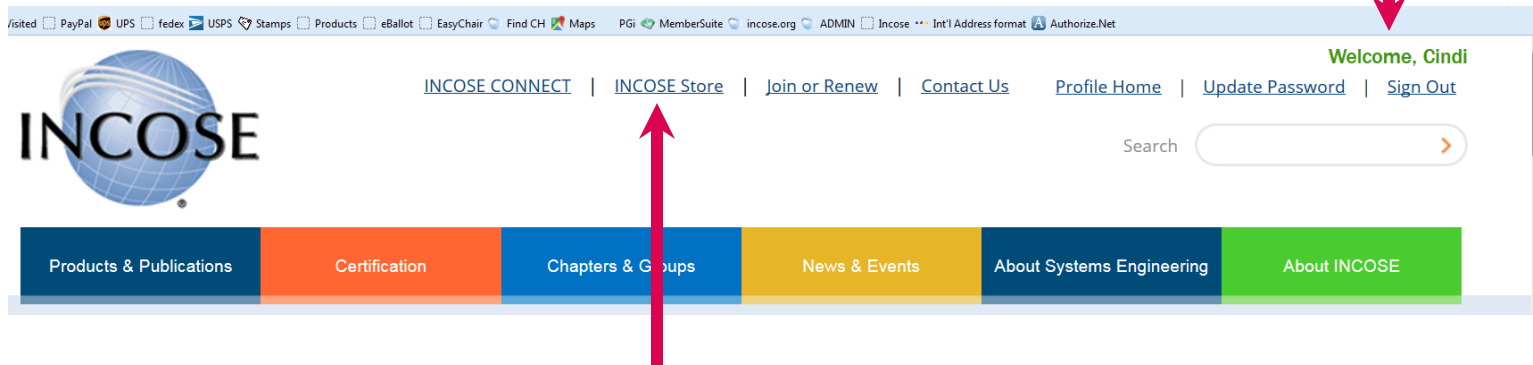 Visited PayPal UPS fedex USPS Stamps Products eBallot EasyChair Find CH Maps PGi MemberSuite incose.org ADMIN Incose Int'l Address format Authorize.Net
Welcome, Cindi
INCOSE CONNECT | INCOSE Store | Join or Renew | Contact Us Profile Home | Update Password | Sign Out
INCOSE
®
Search
Products & Publications Certification Chapters & Groups News & Events About Systems Engineering About INCOSE